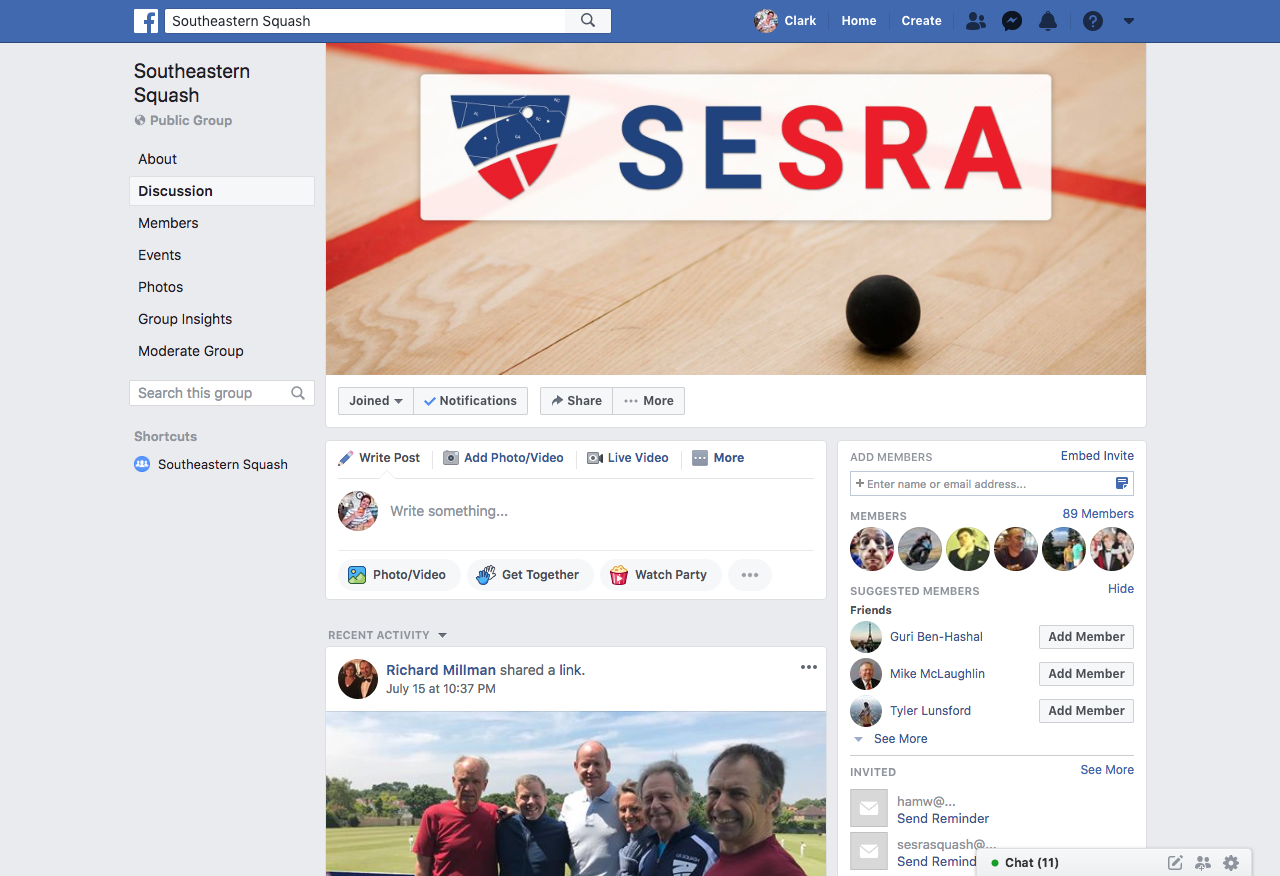 Southeastern Squash
Clark
Home
Create
Southeastern
Squash
Public Group
About
Discussion
Members
Events
Photos
Group Insights
Moderate Group
Search this group
Shortcuts
Southeastern Squash
SESRA
Joined
Notifications
Share
More
Write Post
Add Photo/Video
Live Video
More
Write something...
Photo/Video
Get Together
Watch Party
RECENT ACTIVITY
Richard Millman shared a link.
July 15 at 10:37 PM
ADD MEMBERS
Embed Invite
+ Enter name or email address...
MEMBERS
89 Members
SUGGESTED MEMBERS
Hide
Friends
Guri Ben-Hashal
Add Member
Mike McLaughlin
Add Member
Tyler Lunsford
Add Member
See More
INVITED
See More
hamw@...
Send Reminder
sesrasquash@...
Send Remind
Chat (11)